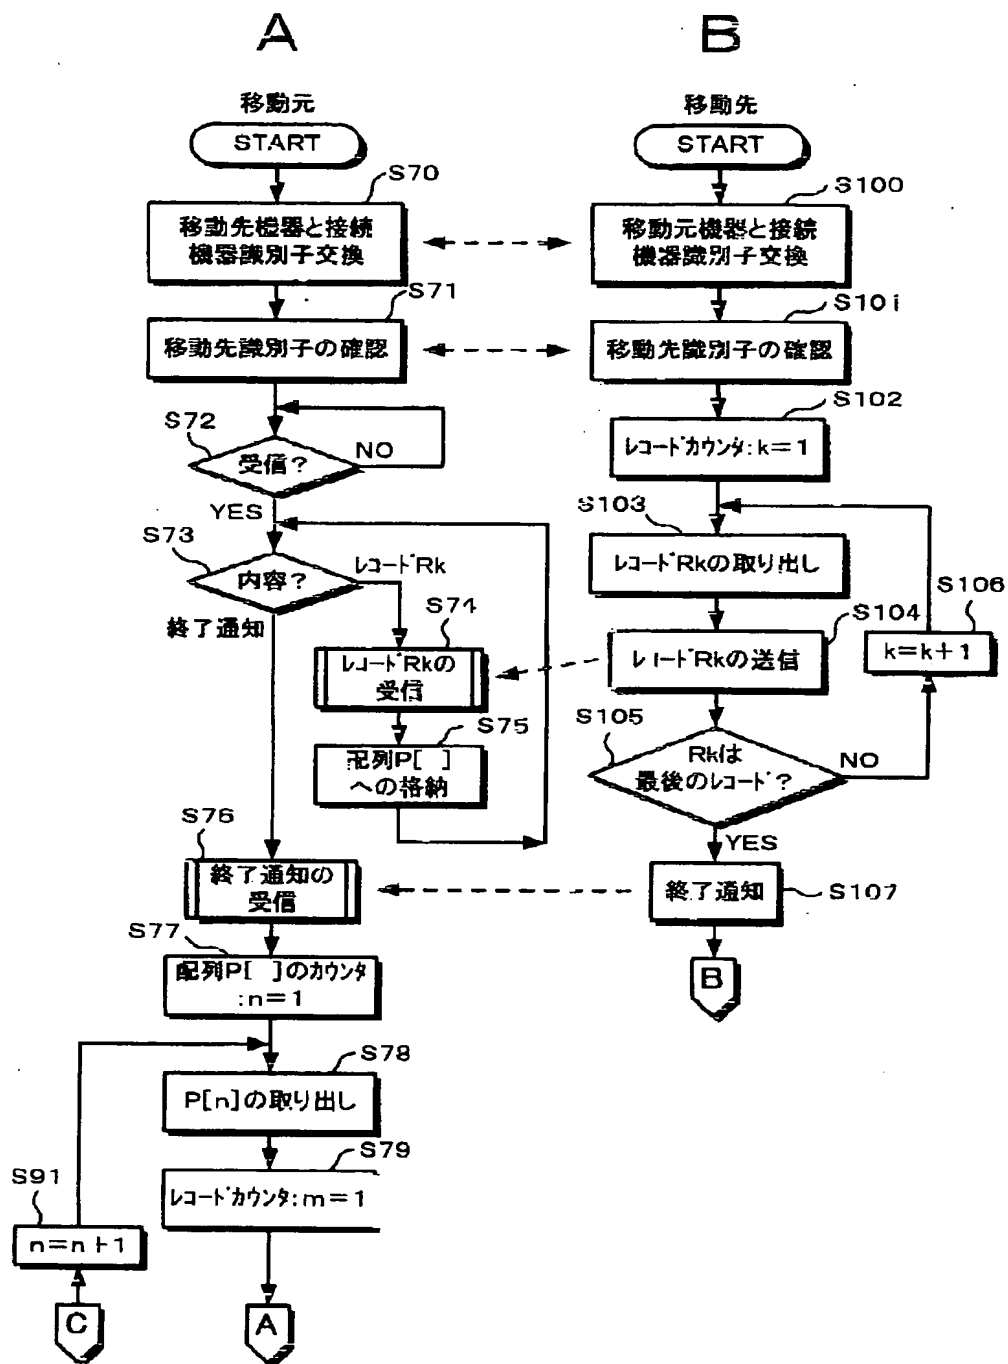 A
移動元
START
S70
移動先機器と接続
機器識別子交換
S71
移動先識別子の確認
S72
受信?
NO
YES
S73
内容?
レコードRk
終了通知
S74
レコードRkの
受信
S75
配列P[ ]
への格納
S76
終了通知の
受信
S77
配列P[ ]のカウンタ
:n=1
S78
P[n]の取り出し
S79
レコードカウンタ:m=1
S91
n=n+1
C
A
B
移動先
START
S100
移動元機器と接続
機器識別子交換
S101
移動先識別子の確認
S102
レコードカウンタ:k=1
S103
レコードRkの取り出し
S104
レコードRkの送信
S106
k=k+1
S105
Rkは
最後のレコード?
NO
YES
終了通知
S107
B